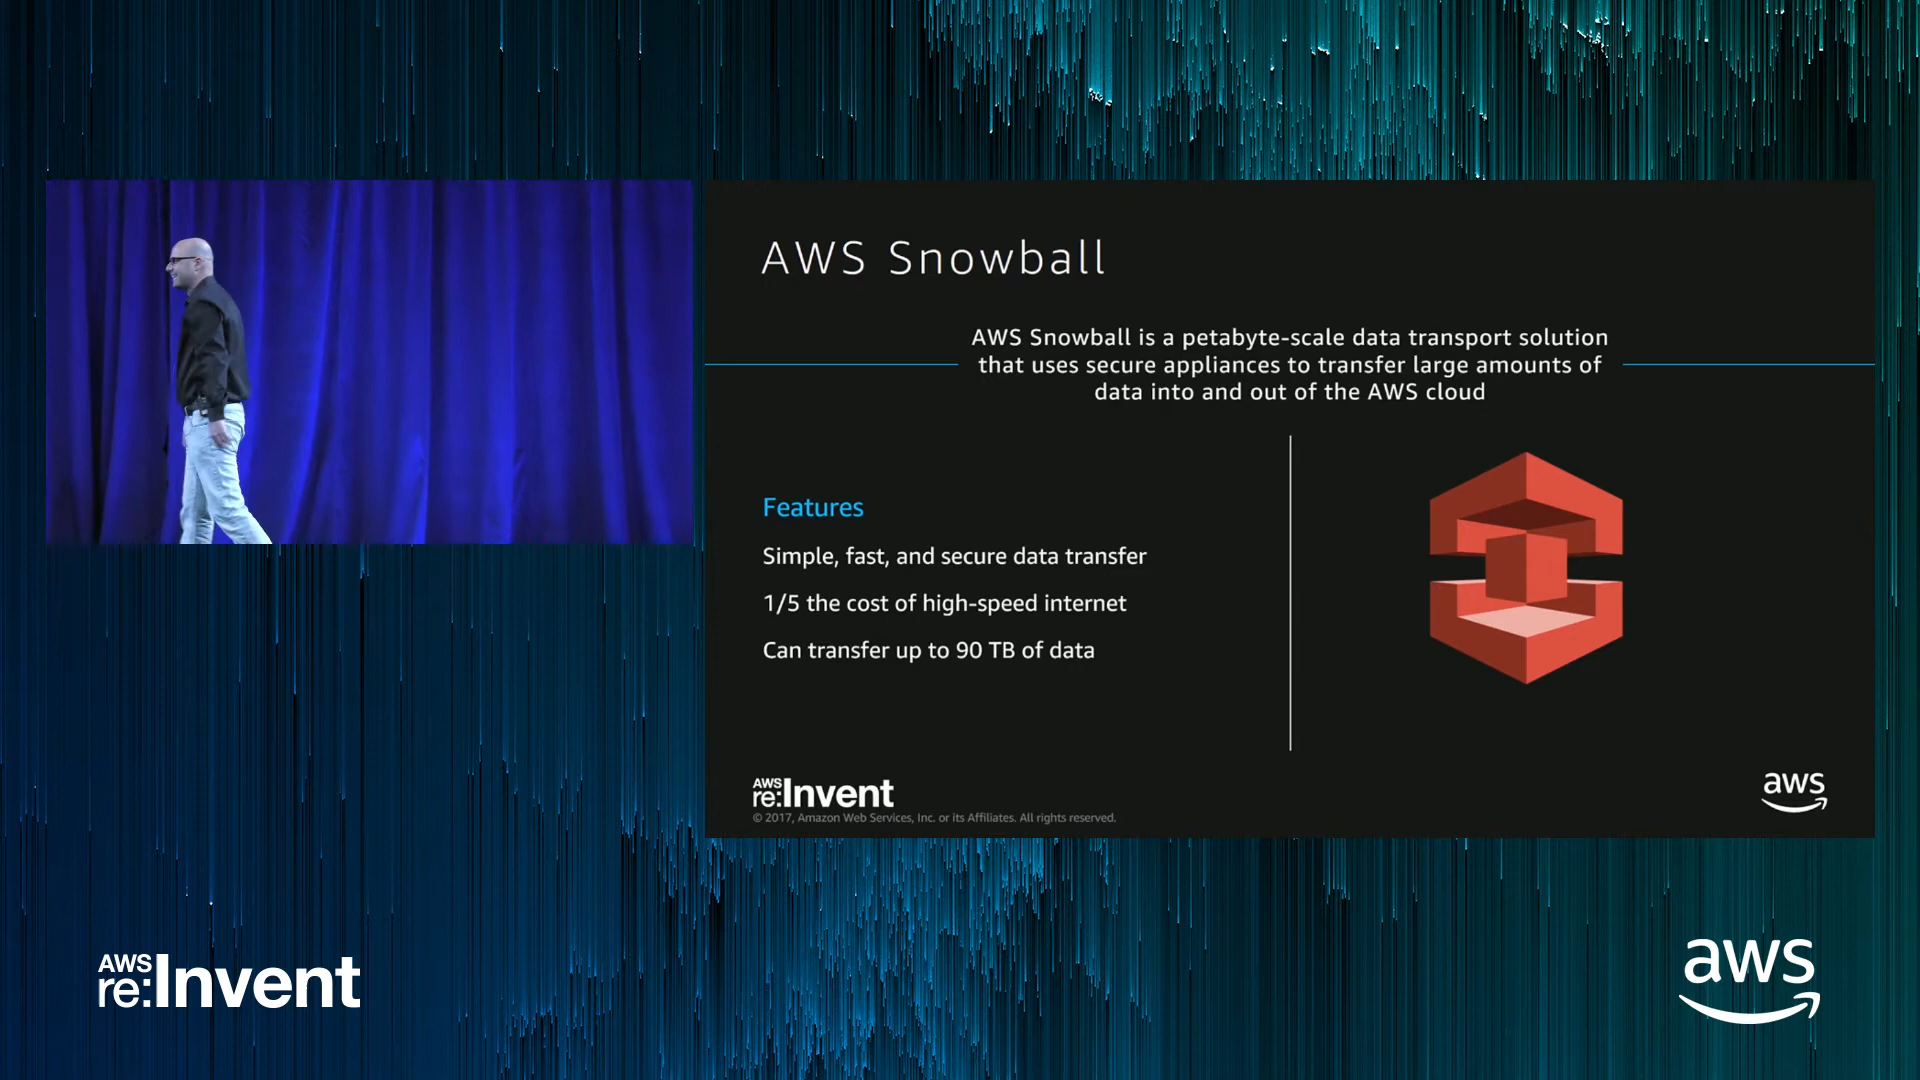 AWS Snowball
AWS Snowball is a petabyte-scale data transport solution
that uses secure appliances to transfer large amounts of
data into and out of the AWS cloud
Features
Simple, fast, and secure data transfer
1/5 the cost of high-speed internet
Can transfer up to 90 TB of data
AWS
re:Invent
© 2017, Amazon Web Services, Inc. or its Affiliates. All rights reserved.
aws
AWS
re:Invent
aws